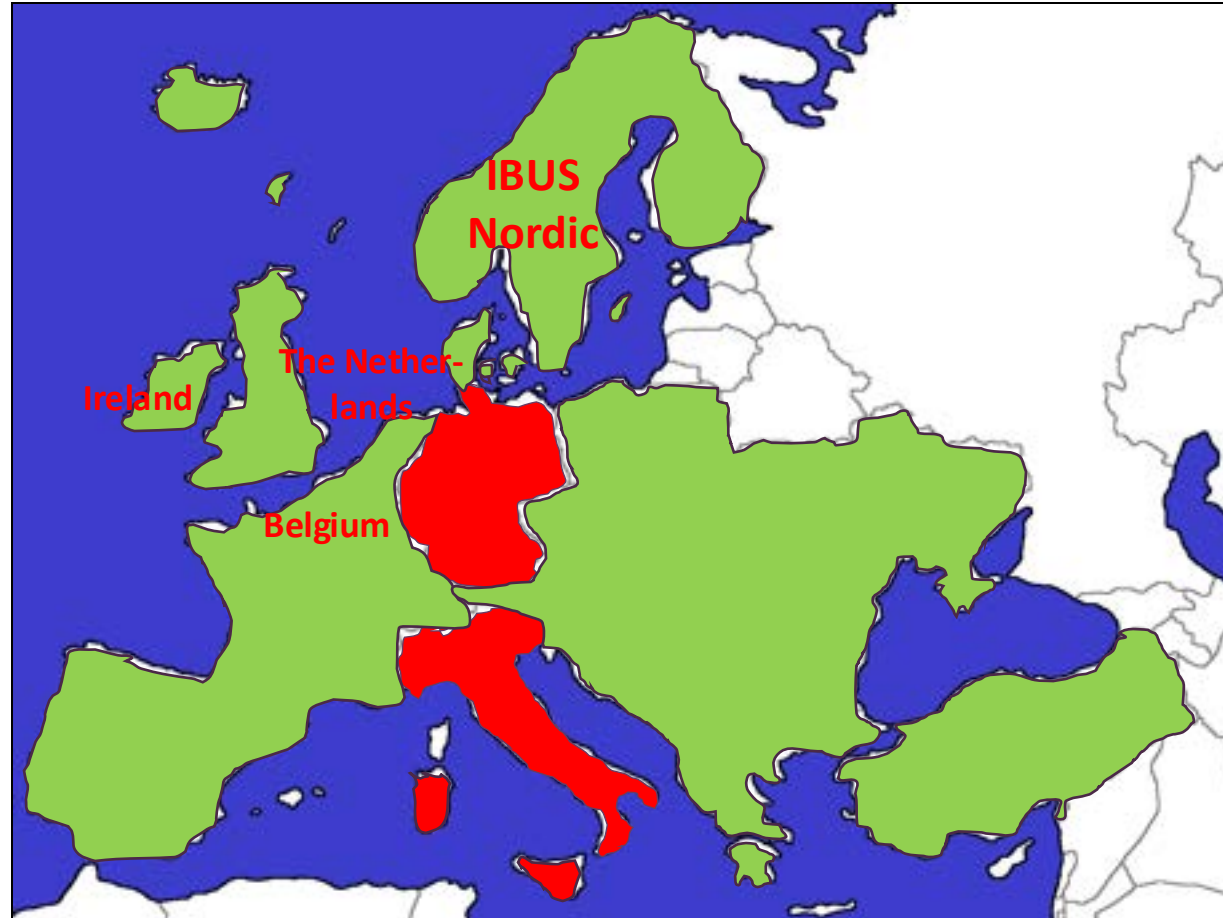 IBUS
Nordic
The Nether-
lands
Ireland
Belgium